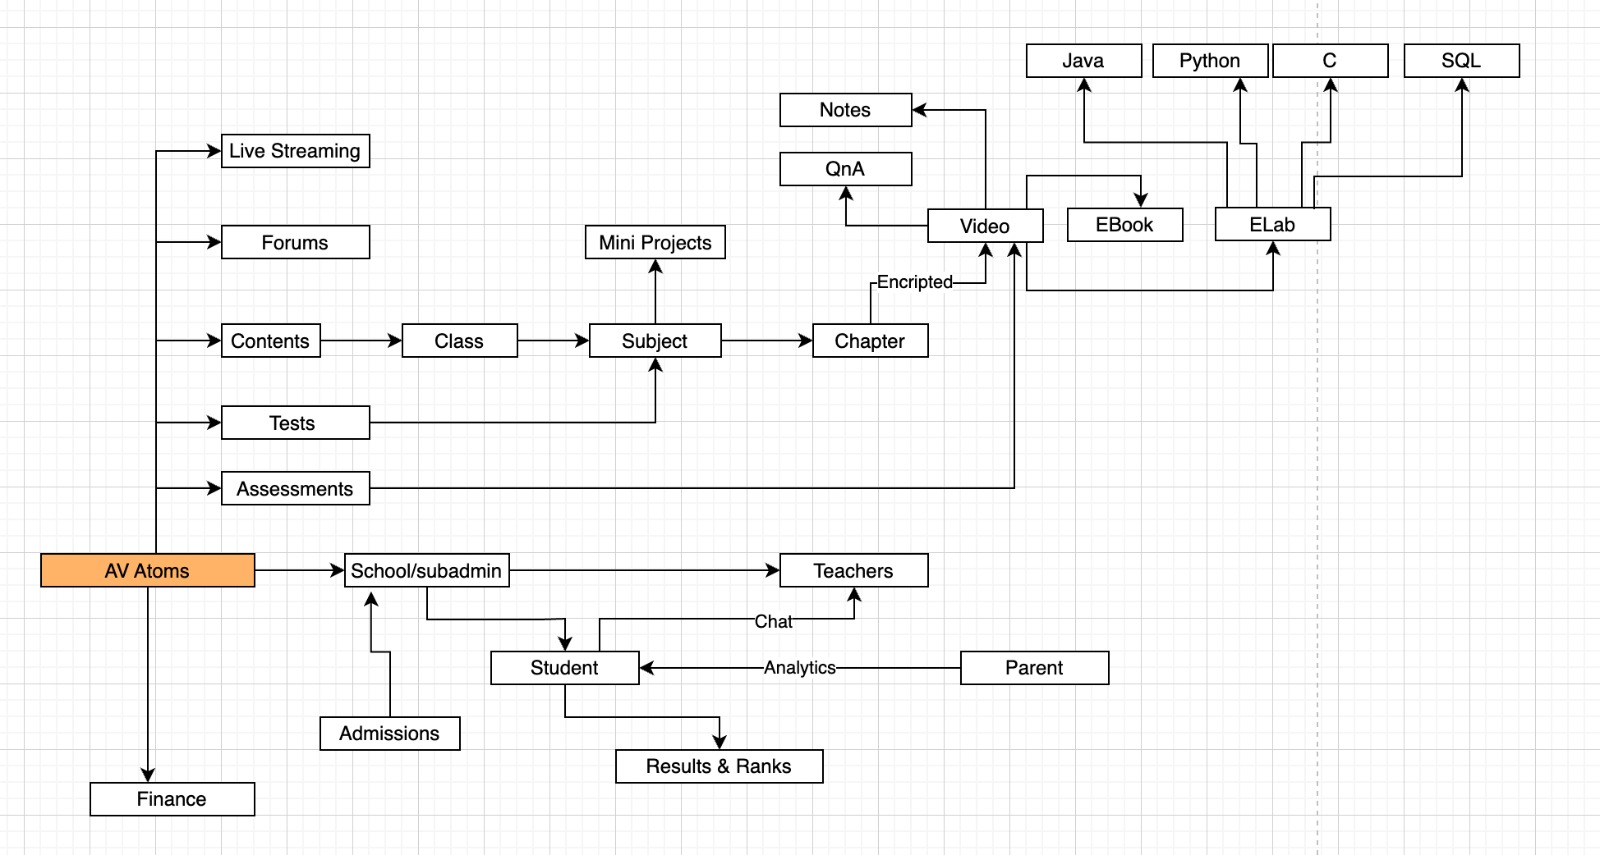 Java
Python
C
SQL
Notes
Live Streaming
QnA
Video
EBook
ELab
Forums
Mini Projects
Encripted
Contents
Class
Subject
Chapter
Tests
Assessments
AV Atoms
School/subadmin
Teachers
Chat
Student
Analytics
Parent
Admissions
Results & Ranks
Finance